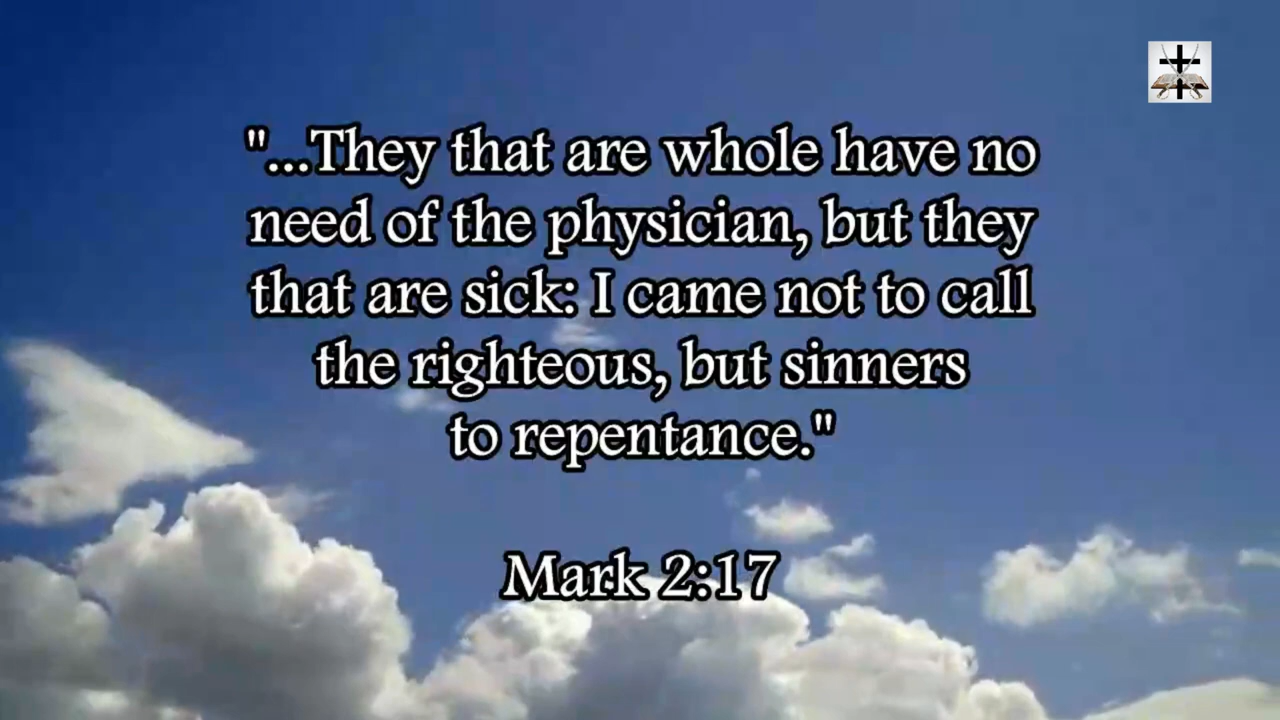 "...They that are whole have no
need of the physician, but they
that are sick: I came not to call
the righteous, but sinners
to repentance."
Mark 2:17